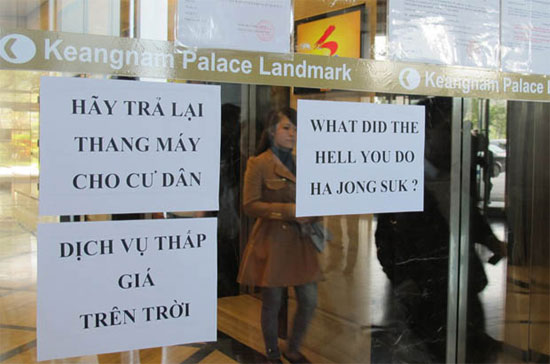 Keangnam Palace Landmark
Keangnam Palace L
HÃY TRẢ LẠI
THANG MÁY
CHO CƯ DÂN
WHAT DID THE
HELL YOU DO
HA JONG SUK ?
DỊCH VỤ THẤP
GIÁ
TRÊN TRỜI